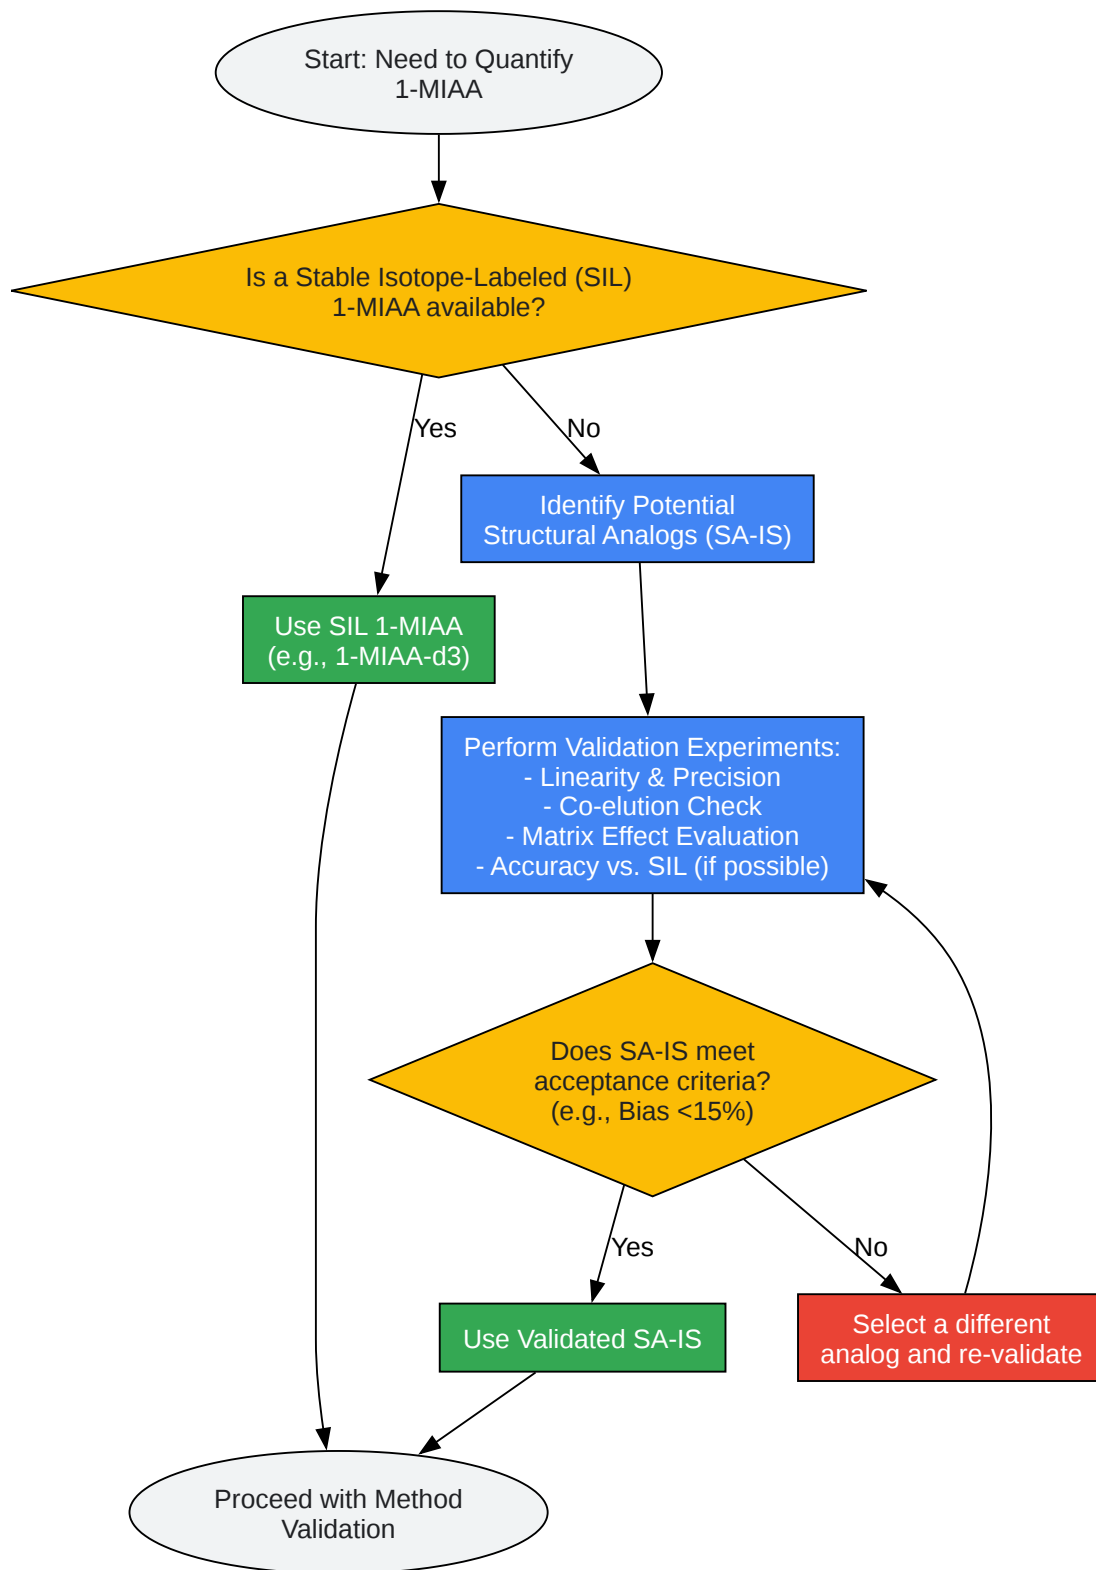 Start: Need to Quantify
1-MIAA
Is a Stable Isotope-Labeled (SIL)
1-MIAA available?
Yes
No
Identify Potential
Structural Analogs (SA-IS)
Use SIL 1-MIAA
(e.g., 1-MIAA-d3)
Perform Validation Experiments:
- Linearity & Precision
- Co-elution Check
- Matrix Effect Evaluation
- Accuracy vs. SIL (if possible)
Does SA-IS meet
acceptance criteria?
(e.g., Bias <15%)
Yes
No
Use Validated SA-IS
Select a different
analog and re-validate
Proceed with Method
Validation